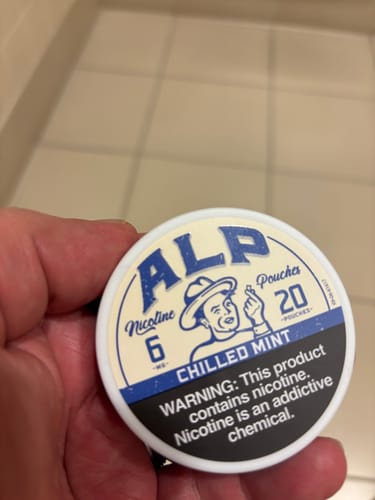 ALP
Nicotine Pouches
6 20
-MG- -POUCHES-
CHILLED MINT
WARNING: This product
contains nicotine.
Nicotine is an addictive
chemical.